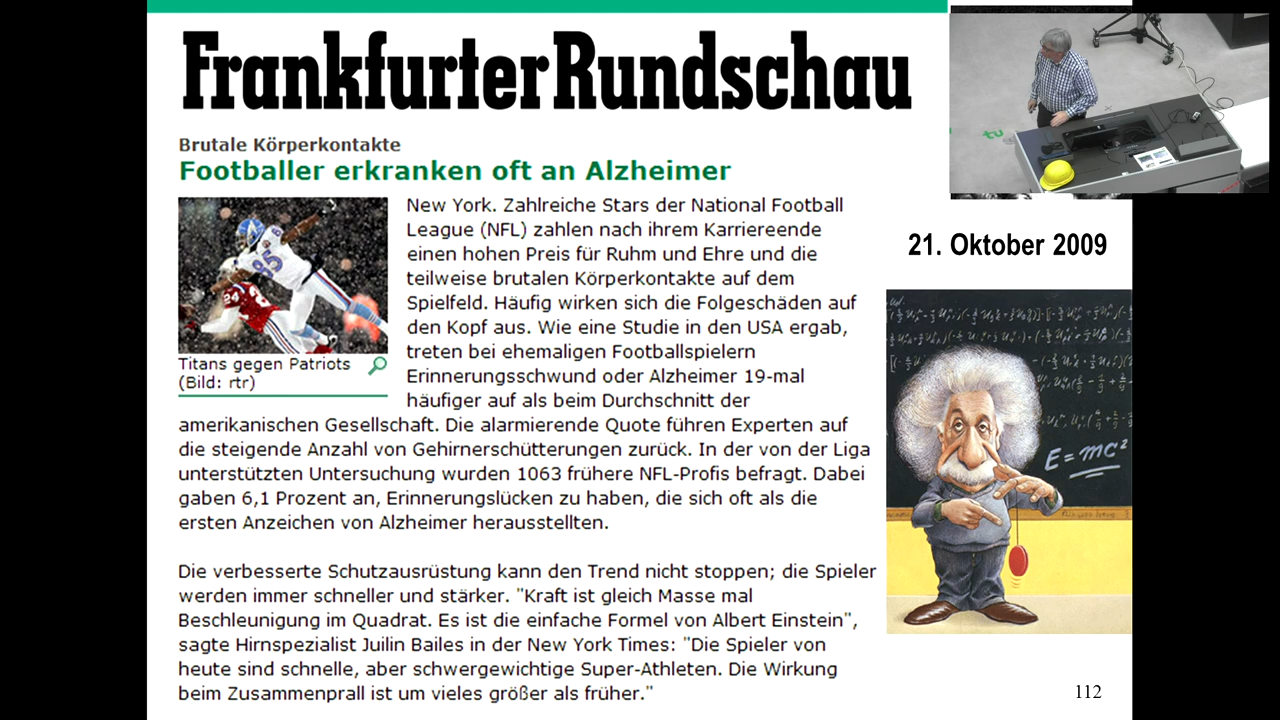 Frankfurter Rundschau
Brutale Körperkontakte
Footballer erkranken oft an Alzheimer
New York. Zahlreiche Stars der National Football
League (NFL) zahlen nach ihrem Karriereende
einen hohen Preis für Ruhm und Ehre und die
teilweise brutalen Körperkontakte auf dem
Spielfeld. Häufig wirken sich die Folgeschäden auf
den Kopf aus. Wie eine Studie in den USA ergab,
treten bei ehemaligen Footballspielern
Erinnerungsschwund oder Alzheimer 19-mal
häufiger auf als beim Durchschnitt der
amerikanischen Gesellschaft. Die alarmierende Quote führen Experten auf
die steigende Anzahl von Gehirnerschütterungen zurück. In der von der Liga
unterstützten Untersuchung wurden 1063 frühere NFL-Profis befragt. Dabei
gaben 6,1 Prozent an, Erinnerungslücken zu haben, die sich oft als die
ersten Anzeichen von Alzheimer herausstellten.
Die verbesserte Schutzausrüstung kann den Trend nicht stoppen; die Spieler
werden immer schneller und stärker. "Kraft ist gleich Masse mal
Beschleunigung im Quadrat. Es ist die einfache Formel von Albert Einstein",
sagte Hirnspezialist Juilin Bailes in der New York Times: "Die Spieler von
heute sind schnelle, aber schwergewichtige Super-Athleten. Die Wirkung
beim Zusammenprall ist um vieles größer als früher."
85
24
Titans gegen Patriots
(Bild: rtr)
tu
21. Oktober 2009
E=mc²
112